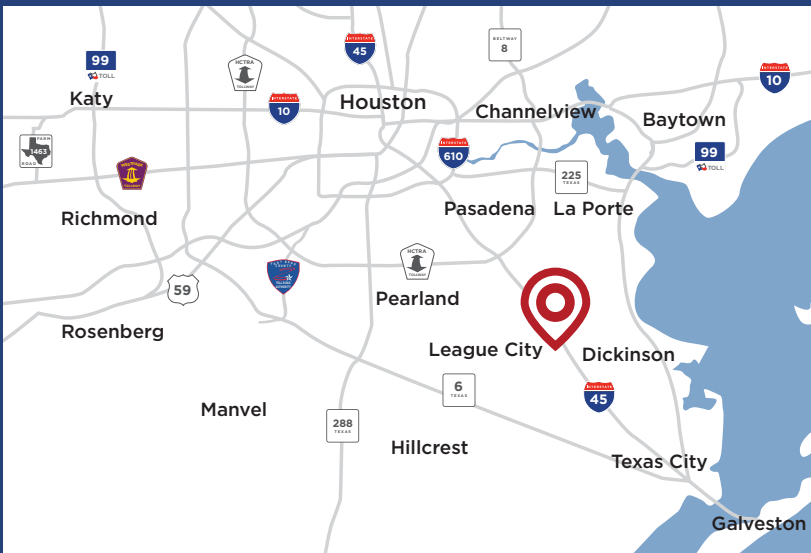 INTERSTATE
45
BELTWAY
8
99
TOLL
HCTRA
TOLLWAY
INTERSTATE
10
Katy
INTERSTATE
10
Houston
Channelview
Baytown
FARM
1463
ROAD
INTERSTATE
610
99
TOLL
WESTPARK
TOLLWAY
225
TEXAS
Richmond
Pasadena
La Porte
HCTRA
TOLLWAY
59
Pearland
Rosenberg
League City
Dickinson
6
TEXAS
INTERSTATE
45
Manvel
288
TEXAS
Hillcrest
Texas City
Galveston